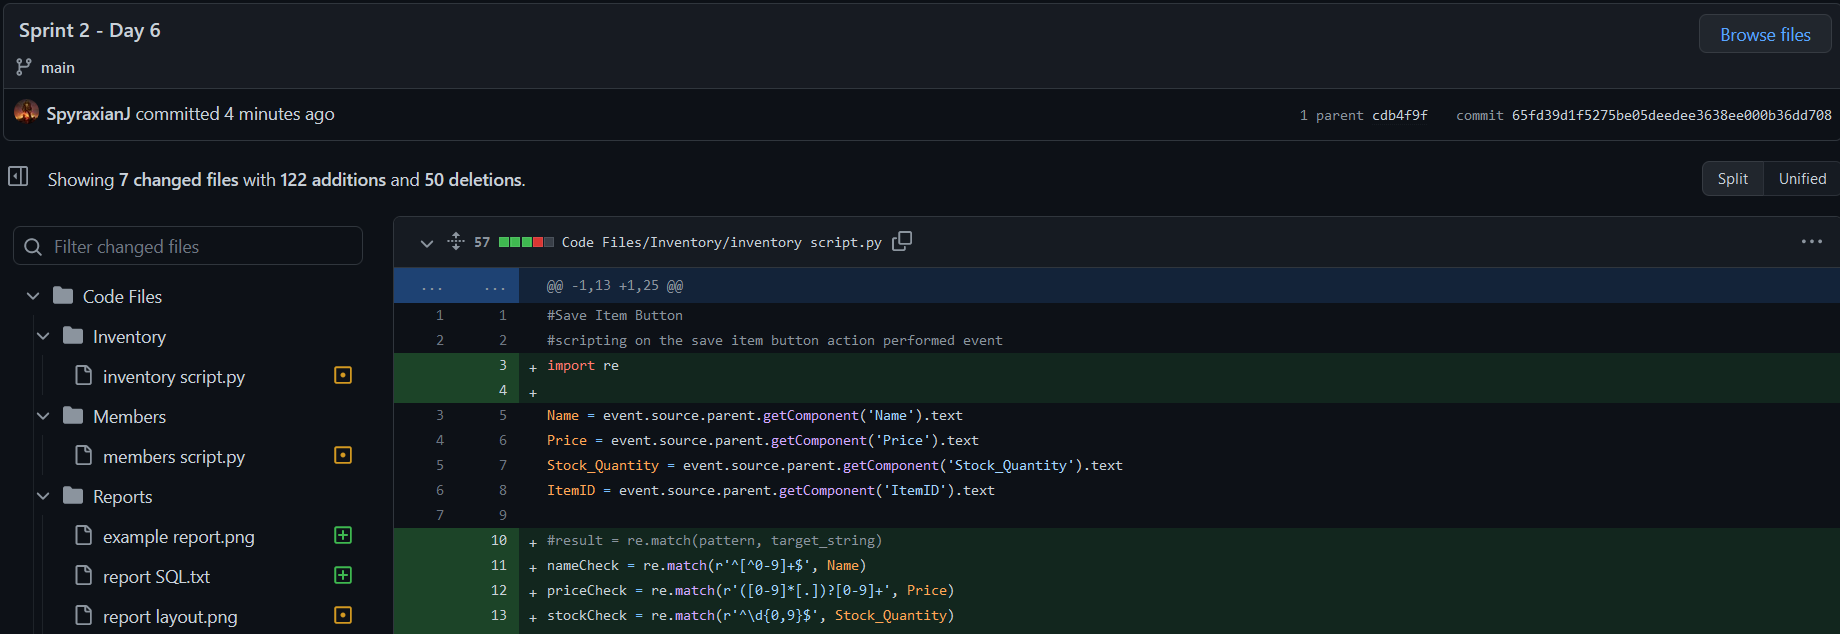 Sprint 2 - Day 6
Browse files
main
SpyraxianJ committed 4 minutes ago
1 parent cdb4f9f commit 65fd39d1f5275be05deedee3638ee000b36dd708
Showing 7 changed files with 122 additions and 50 deletions.
Split Unified
Filter changed files
Code Files
Inventory
inventory script.py
Members
members script.py
Reports
example report.png
report SQL.txt
report layout.png
57 Code Files/Inventory/inventory script.py
... ... @@ -1,13 +1,25 @@
1 1 #Save Item Button
2 2 #scripting on the save item button action performed event
3 + import re
4 +
3 5 Name = event.source.parent.getComponent('Name').text
4 6 Price = event.source.parent.getComponent('Price').text
5 7 Stock_Quantity = event.source.parent.getComponent('Stock_Quantity').text
6 8 ItemID = event.source.parent.getComponent('ItemID').text
7 9
10 + #result = re.match(pattern, target_string)
11 + nameCheck = re.match(r'^[^0-9]+$', Name)
12 + priceCheck = re.match(r'([0-9]*[.])?[0-9]+', Price)
13 + stockCheck = re.match(r'^\d{0,9}$', Stock_Quantity)